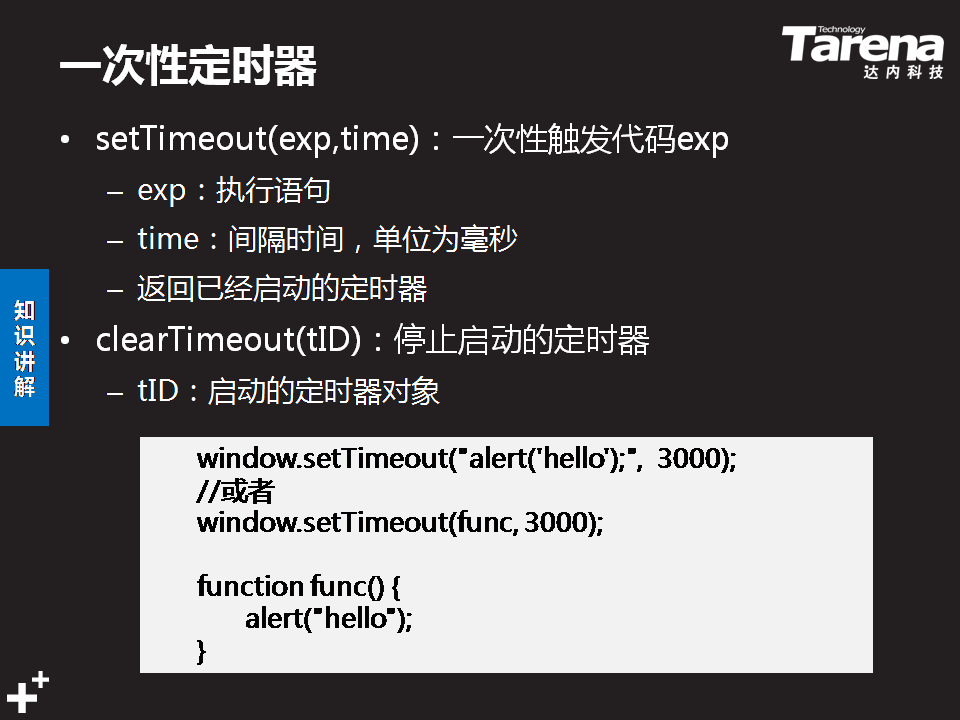 一次性定时器
Technology
Tarena
达内科技
• setTimeout(exp,time)：一次性触发代码exp
– exp：执行语句
– time：间隔时间，单位为毫秒
– 返回已经启动的定时器
• clearTimeout(tID)：停止启动的定时器
– tID：启动的定时器对象
知识讲解
window.setTimeout("alert('hello');", 3000);
//或者
window.setTimeout(func, 3000);
function func() {
alert("hello");
}